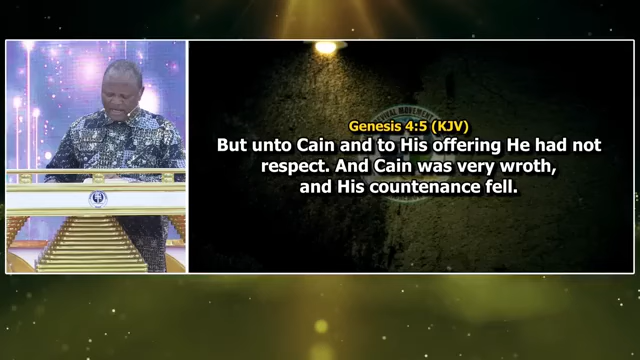 Genesis 4:5 (KJV)
But unto Cain and to His offering He had not
respect. And Cain was very wroth,
and His countenance fell.